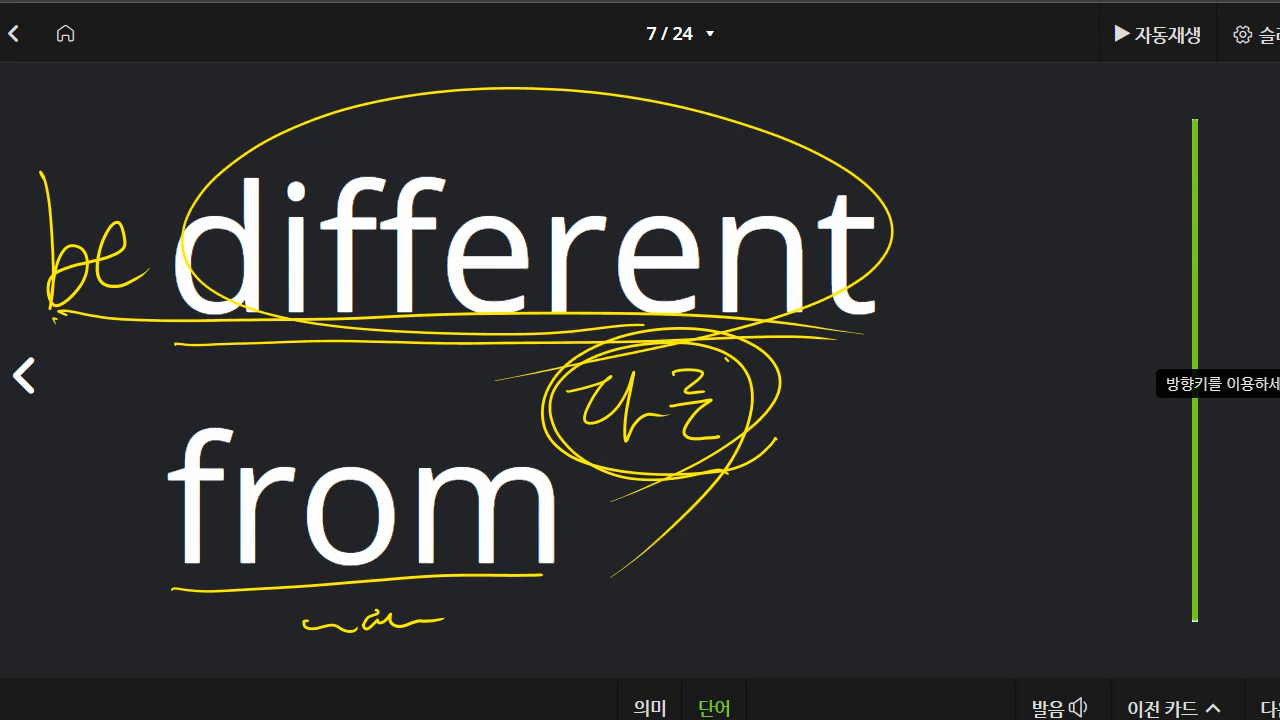 7 / 24
자동재생
be different
다른
from
방향키를 이용하세
의미
단어
발음
이전 카드